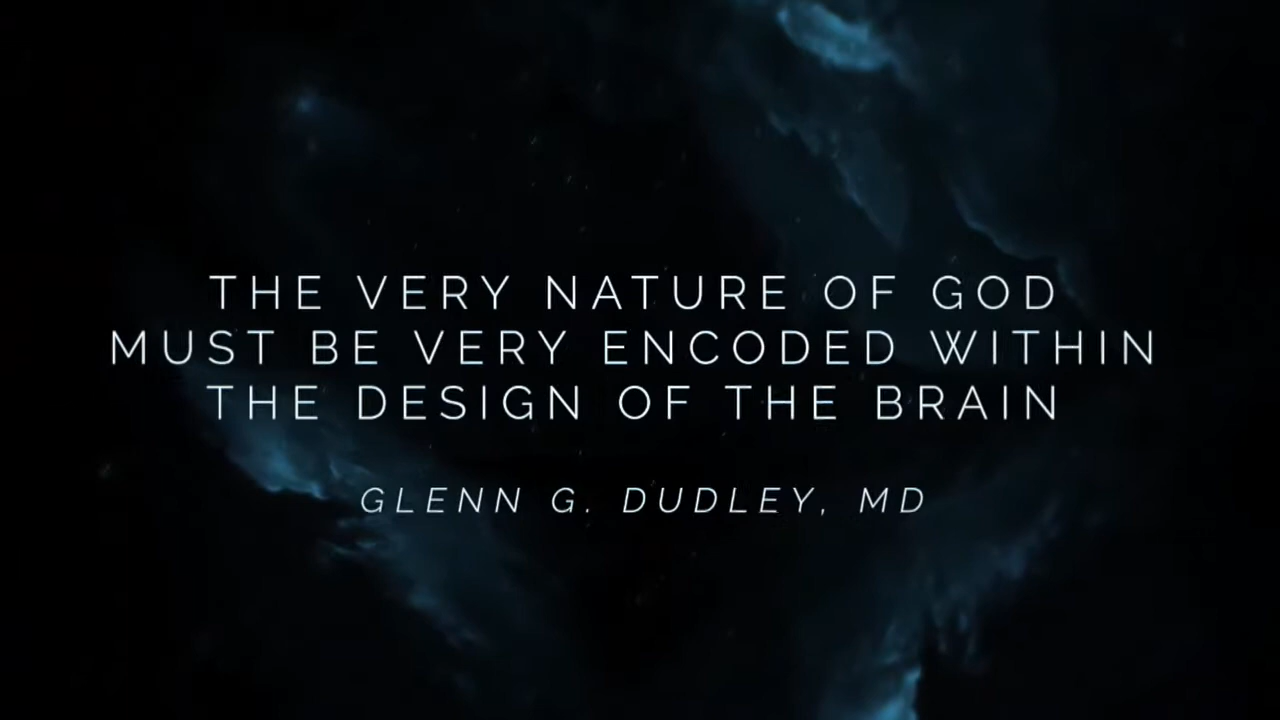 THE VERY NATURE OF GOD
MUST BE VERY ENCODED WITHIN
THE DESIGN OF THE BRAIN
GLENN G. DUDLEY, MD